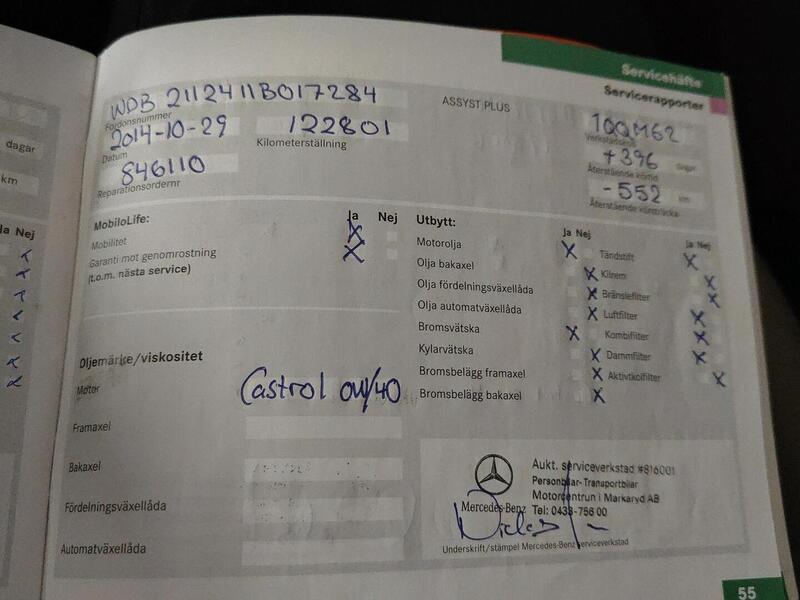 Servicehäfte
Servicerapporter
WDB 2112411B017284
Fordonsnummer
2014-10-29
Datum
122801
Kilometerställning
846110
Reparationsordernr
ASSYST PLUS
1QQM62
Verkstadskod
+396 dagar
Återstående körtid
-552 km
Återstående körsträcka
dagar
km
Ja Nej
MobiloLife: Ja Nej
Mobilitet X
Garanti mot genomrostning X
(t.o.m. nästa service)
Utbytt: Ja Nej Ja Nej
Motorolja X Tändstift X
Olja bakaxel X Kilrem X
Olja fördelningsväxellåda X Bränslefilter X
Olja automatväxellåda X Luftfilter X
Bromsvätska X Kombifilter X
Kylarvätska X Dammfilter X
Bromsbelägg framaxel X Aktivtkolfilter X
Bromsbelägg bakaxel X
Oljemärke/viskositet
Motor Castrol 0W/40
Framaxel
Bakaxel
Fördelningsväxellåda
Automatväxellåda
Mercedes-Benz
Aukt. serviceverkstad #816001
Personbilar-Transportbilar
Motorcentrun i Markaryd AB
Tel: 0433-756 00
Underskrift/stämpel Mercedes-Benz serviceverkstad
55